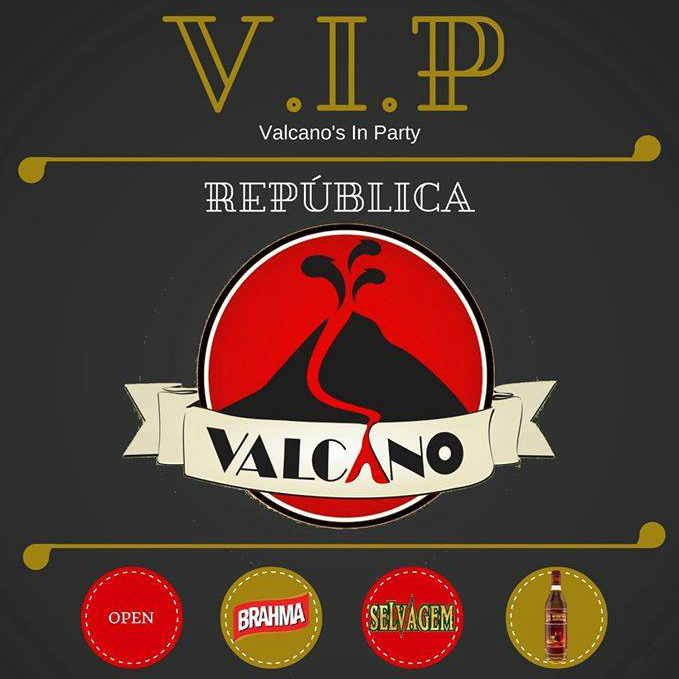 V.I.P
Valcano's In Party
REPÚBLICA
VALCANO
OPEN
BRAHMA
SELVAGEM